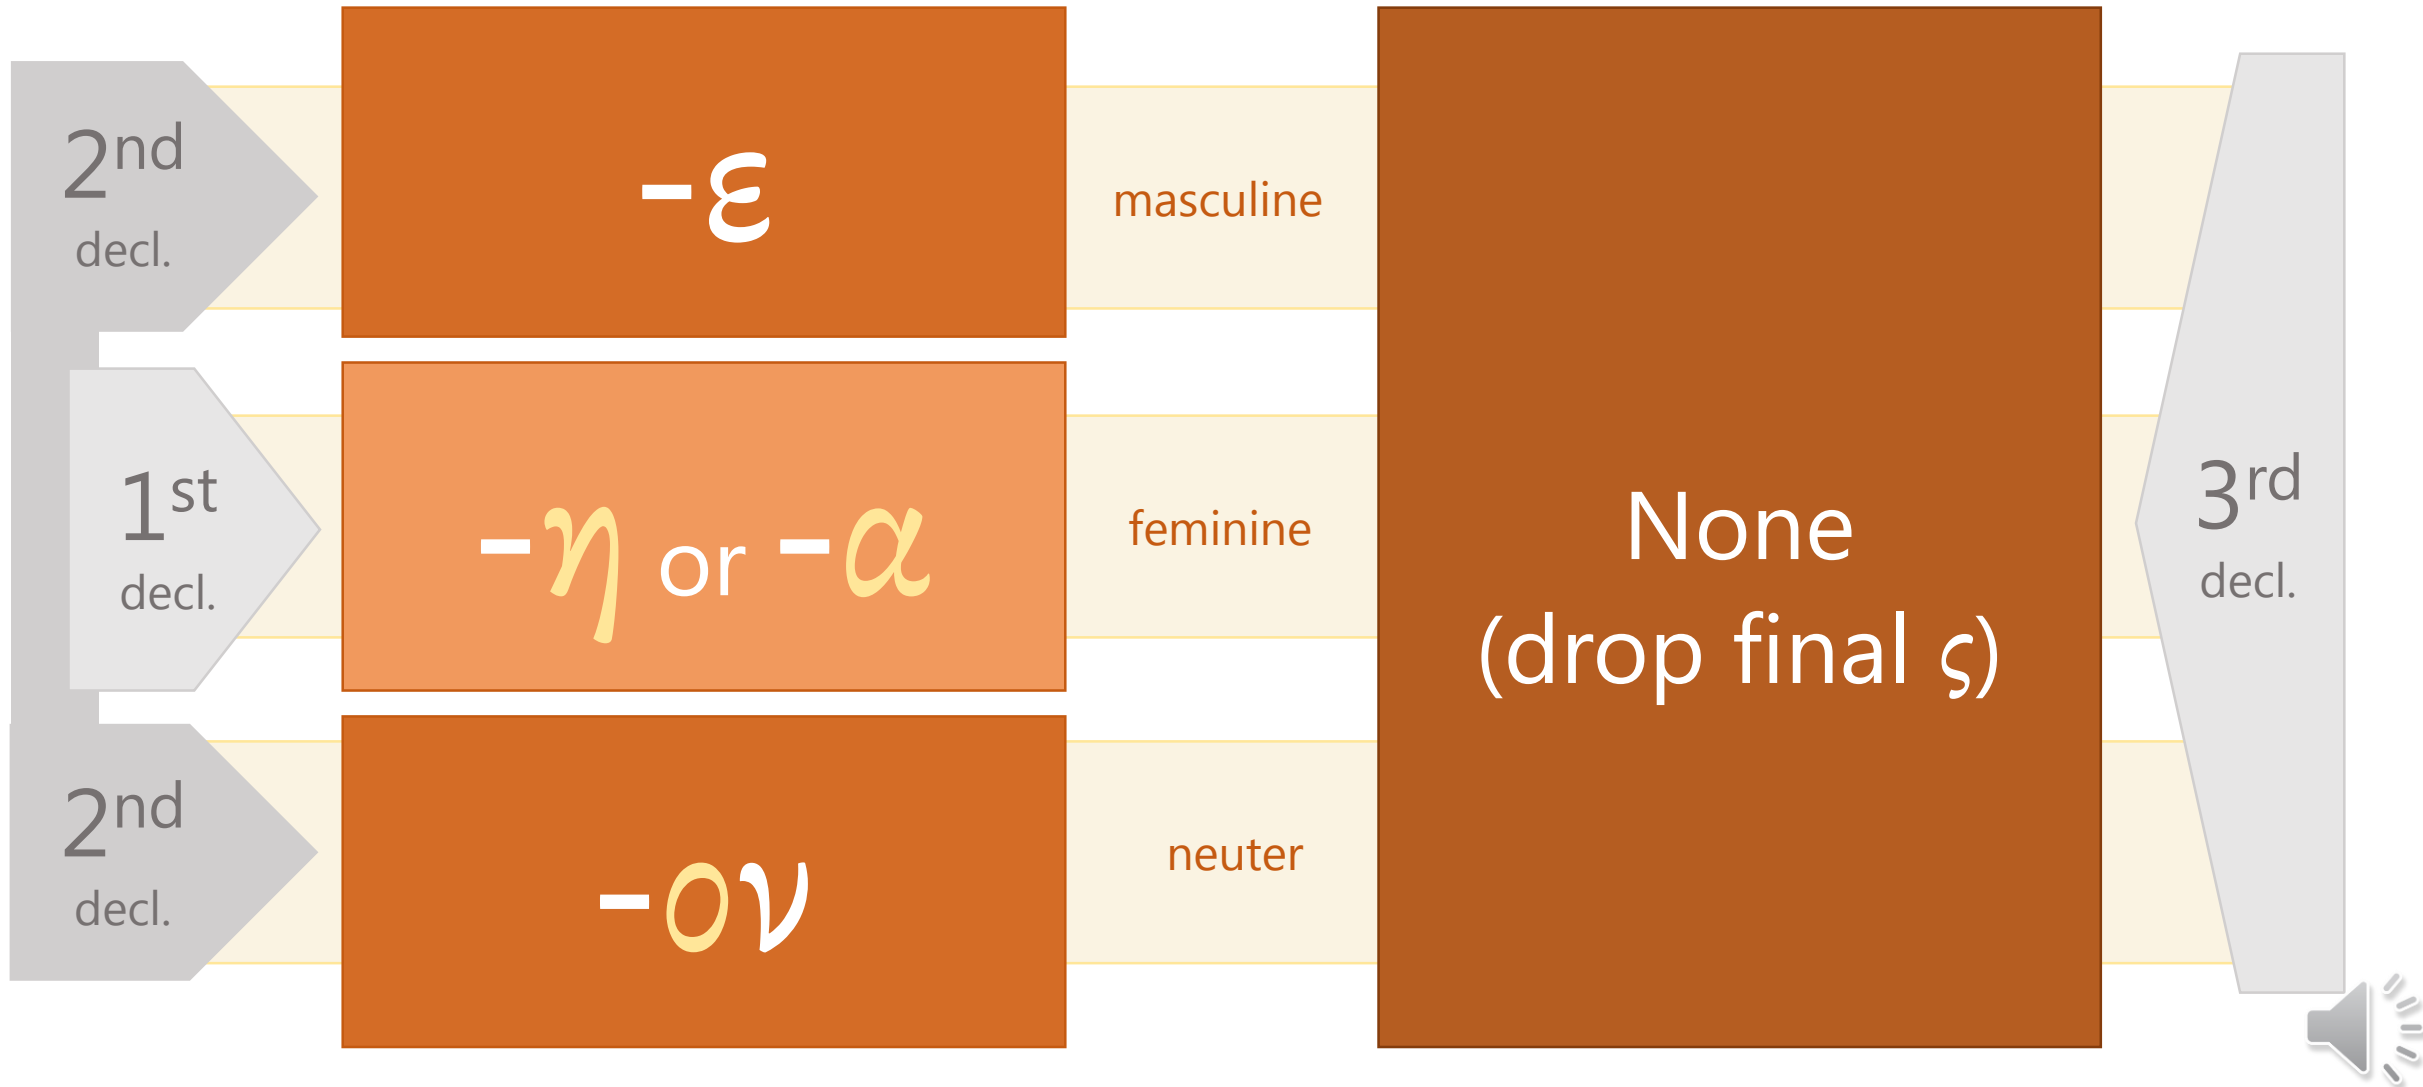 2nd
decl.
-ε
masculine
1st
decl.
-η or -α
feminine
None
(drop final ς)
3rd
decl.
2nd
decl.
-ον
neuter